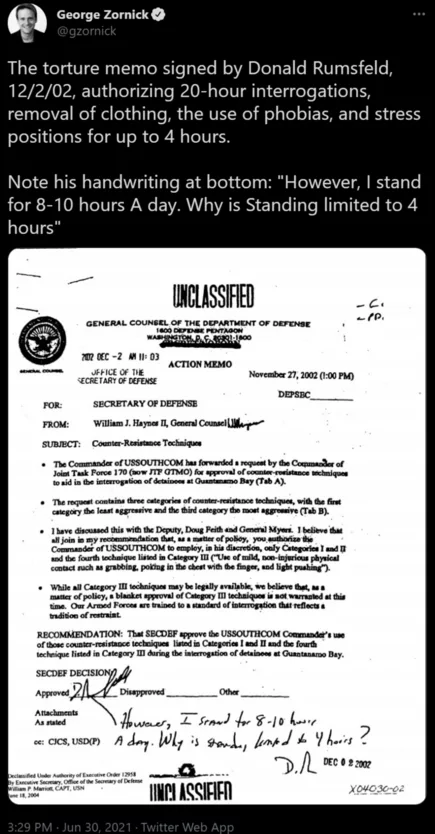 George Zornick
@gzornick
The torture memo signed by Donald Rumsfeld,
12/2/02, authorizing 20-hour interrogations,
removal of clothing, the use of phobias, and stress
positions for up to 4 hours.
Note his handwriting at bottom: "However, I stand
for 8-10 hours A day. Why is Standing limited to 4
hours"
UNCLASSIFIED
GENERAL COUNSEL OF THE DEPARTMENT OF DEFENSE
1600 DEFENSE PENTAGON
WASHINGTON, D. C. 20301-1600
GENERAL COUNSEL
2002 DEC -2 AM 11: 03
ACTION MEMO
OFFICE OF THE
SECRETARY OF DEFENSE
November 27, 2002 (1:00 PM)
DEPSEC
FOR: SECRETARY OF DEFENSE
FROM: William J. Haynes II, General Counsel
SUBJECT: Counter-Resistance Techniques
• The Commander of USSOUTHCOM has forwarded a request by the Commander of
Joint Task Force 170 (now JTF GTMO) for approval of counter-resistance techniques
to aid in the interrogation of detainees at Guantanamo Bay (Tab A).
• The request contains three categories of counter-resistance techniques, with the first
category the least aggressive and the third category the most aggressive (Tab B).
• I have discussed this with the Deputy, Doug Feith and General Myers. I believe that
all join in my recommendation that, as a matter of policy, you authorize the
Commander of USSOUTHCOM to employ, in his discretion, only Categories I and II
and the fourth technique listed in Category III ("Use of mild, non-injurious physical
contact such as grabbing, poking in the chest with the finger, and light pushing").
• While all Category III techniques may be legally available, we believe that, as a
matter of policy, a blanket approval of Category III techniques is not warranted at this
time. Our Armed Forces are trained to a standard of interrogation that reflects a
tradition of restraint.
RECOMMENDATION: That SECDEF approve the USSOUTHCOM Commander's use
of those counter-resistance techniques listed in Categories I and II and the fourth
technique listed in Category III during the interrogation of detainees at Guantanamo Bay.
SECDEF DECISION
Approved Disapproved Other
Attachments
As stated
However, I stand for 8-10 hours
cc: CJCS, USD(P)
A day. Why is standing limited to 4 hours?
D.R. DEC 02 2002
Declassified Under Authority of Executive Order 12958
By Executive Secretary, Office of the Secretary of Defense
William P. Marriott, CAPT, USN
June 18, 2004
UNCLASSIFIED
X04030-02
3:29 PM · Jun 30, 2021 · Twitter Web App